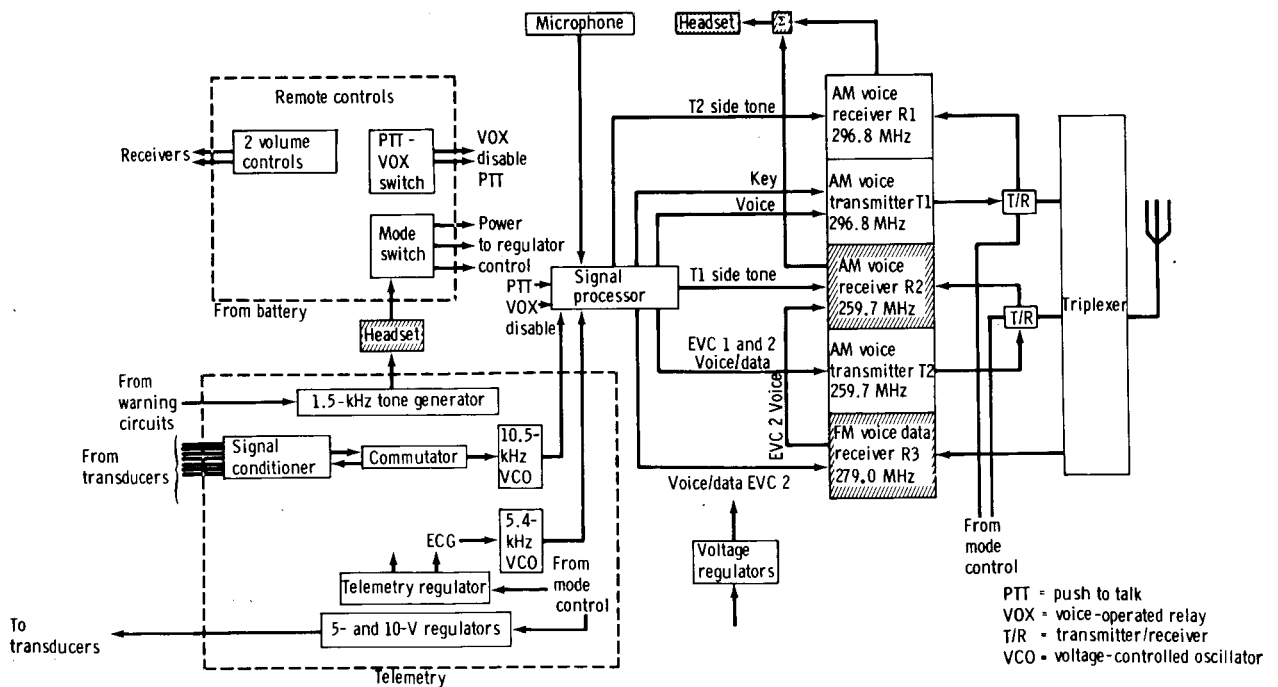 Microphone
Headset
Σ
Remote controls
2 volume
controls
Receivers
PTT -
VOX
switch
VOX
disable
PTT
Mode
switch
Power
to regulator
control
From battery
Headset
PTT
VOX
disable
Signal
processor
T2 side tone
Key
Voice
T1 side tone
EVC 1 and 2
Voice/data
EVC 2 Voice
Voice/data EVC 2
AM voice
receiver R1
296.8 MHz
AM voice
transmitter T1
296.8 MHz
AM voice
receiver R2
259.7 MHz
AM voice
transmitter T2
259.7 MHz
FM voice data
receiver R3
279.0 MHz
T/R
T/R
Triplexer
From
mode
control
Voltage
regulators
From
warning
circuits
1.5-kHz tone generator
From
transducers
Signal
conditioner
Commutator
10.5-
kHz
VCO
ECG
5.4-
kHz
VCO
Telemetry regulator
From
mode
control
5- and 10-V regulators
To
transducers
Telemetry
PTT = push to talk
VOX = voice-operated relay
T/R = transmitter/receiver
VCO = voltage-controlled oscillator